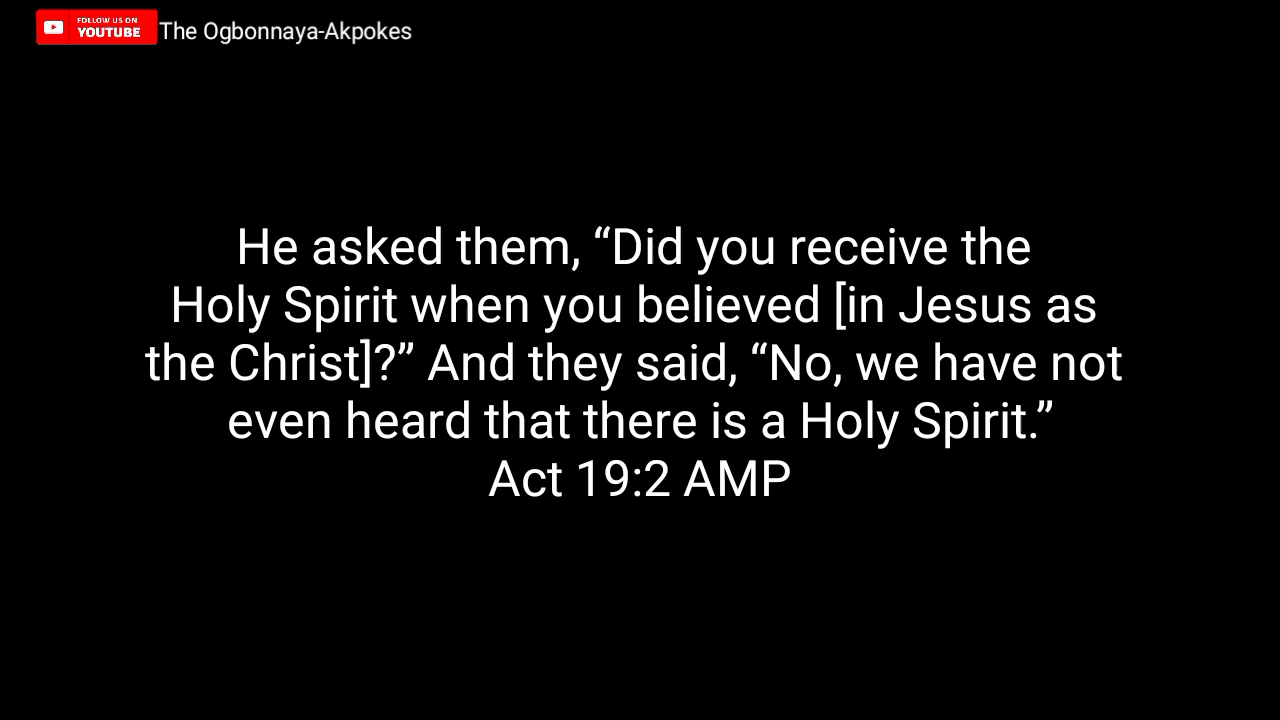 FOLLOW US ON
YOUTUBE
The Ogbonnaya-Akpokes
He asked them, “Did you receive the
Holy Spirit when you believed [in Jesus as
the Christ]?” And they said, “No, we have not
even heard that there is a Holy Spirit.”
Act 19:2 AMP